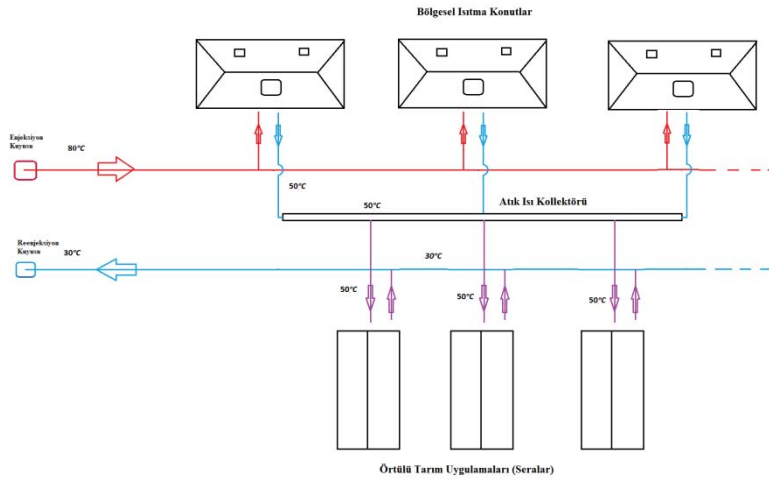 Bölgesel Isıtma Konutlar
Enjeksiyon
Kuyusu
80°C
50°C
Atık Isı Kollektörü
50°C
Reenjeksiyon
Kuyusu
30°C
30°C
50°C
50°C
50°C
Örtülü Tarım Uygulamaları (Seralar)